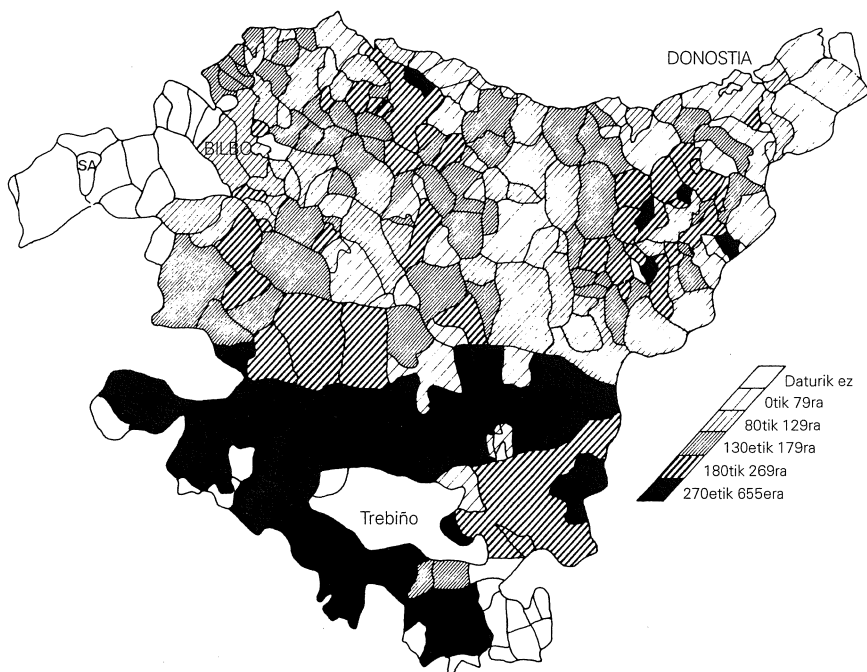 DONOSTIA
SA
BILBO
Daturik ez
0tik 79ra
80tik 129ra
130etik 179ra
180tik 269ra
270etik 655era
Trebiño